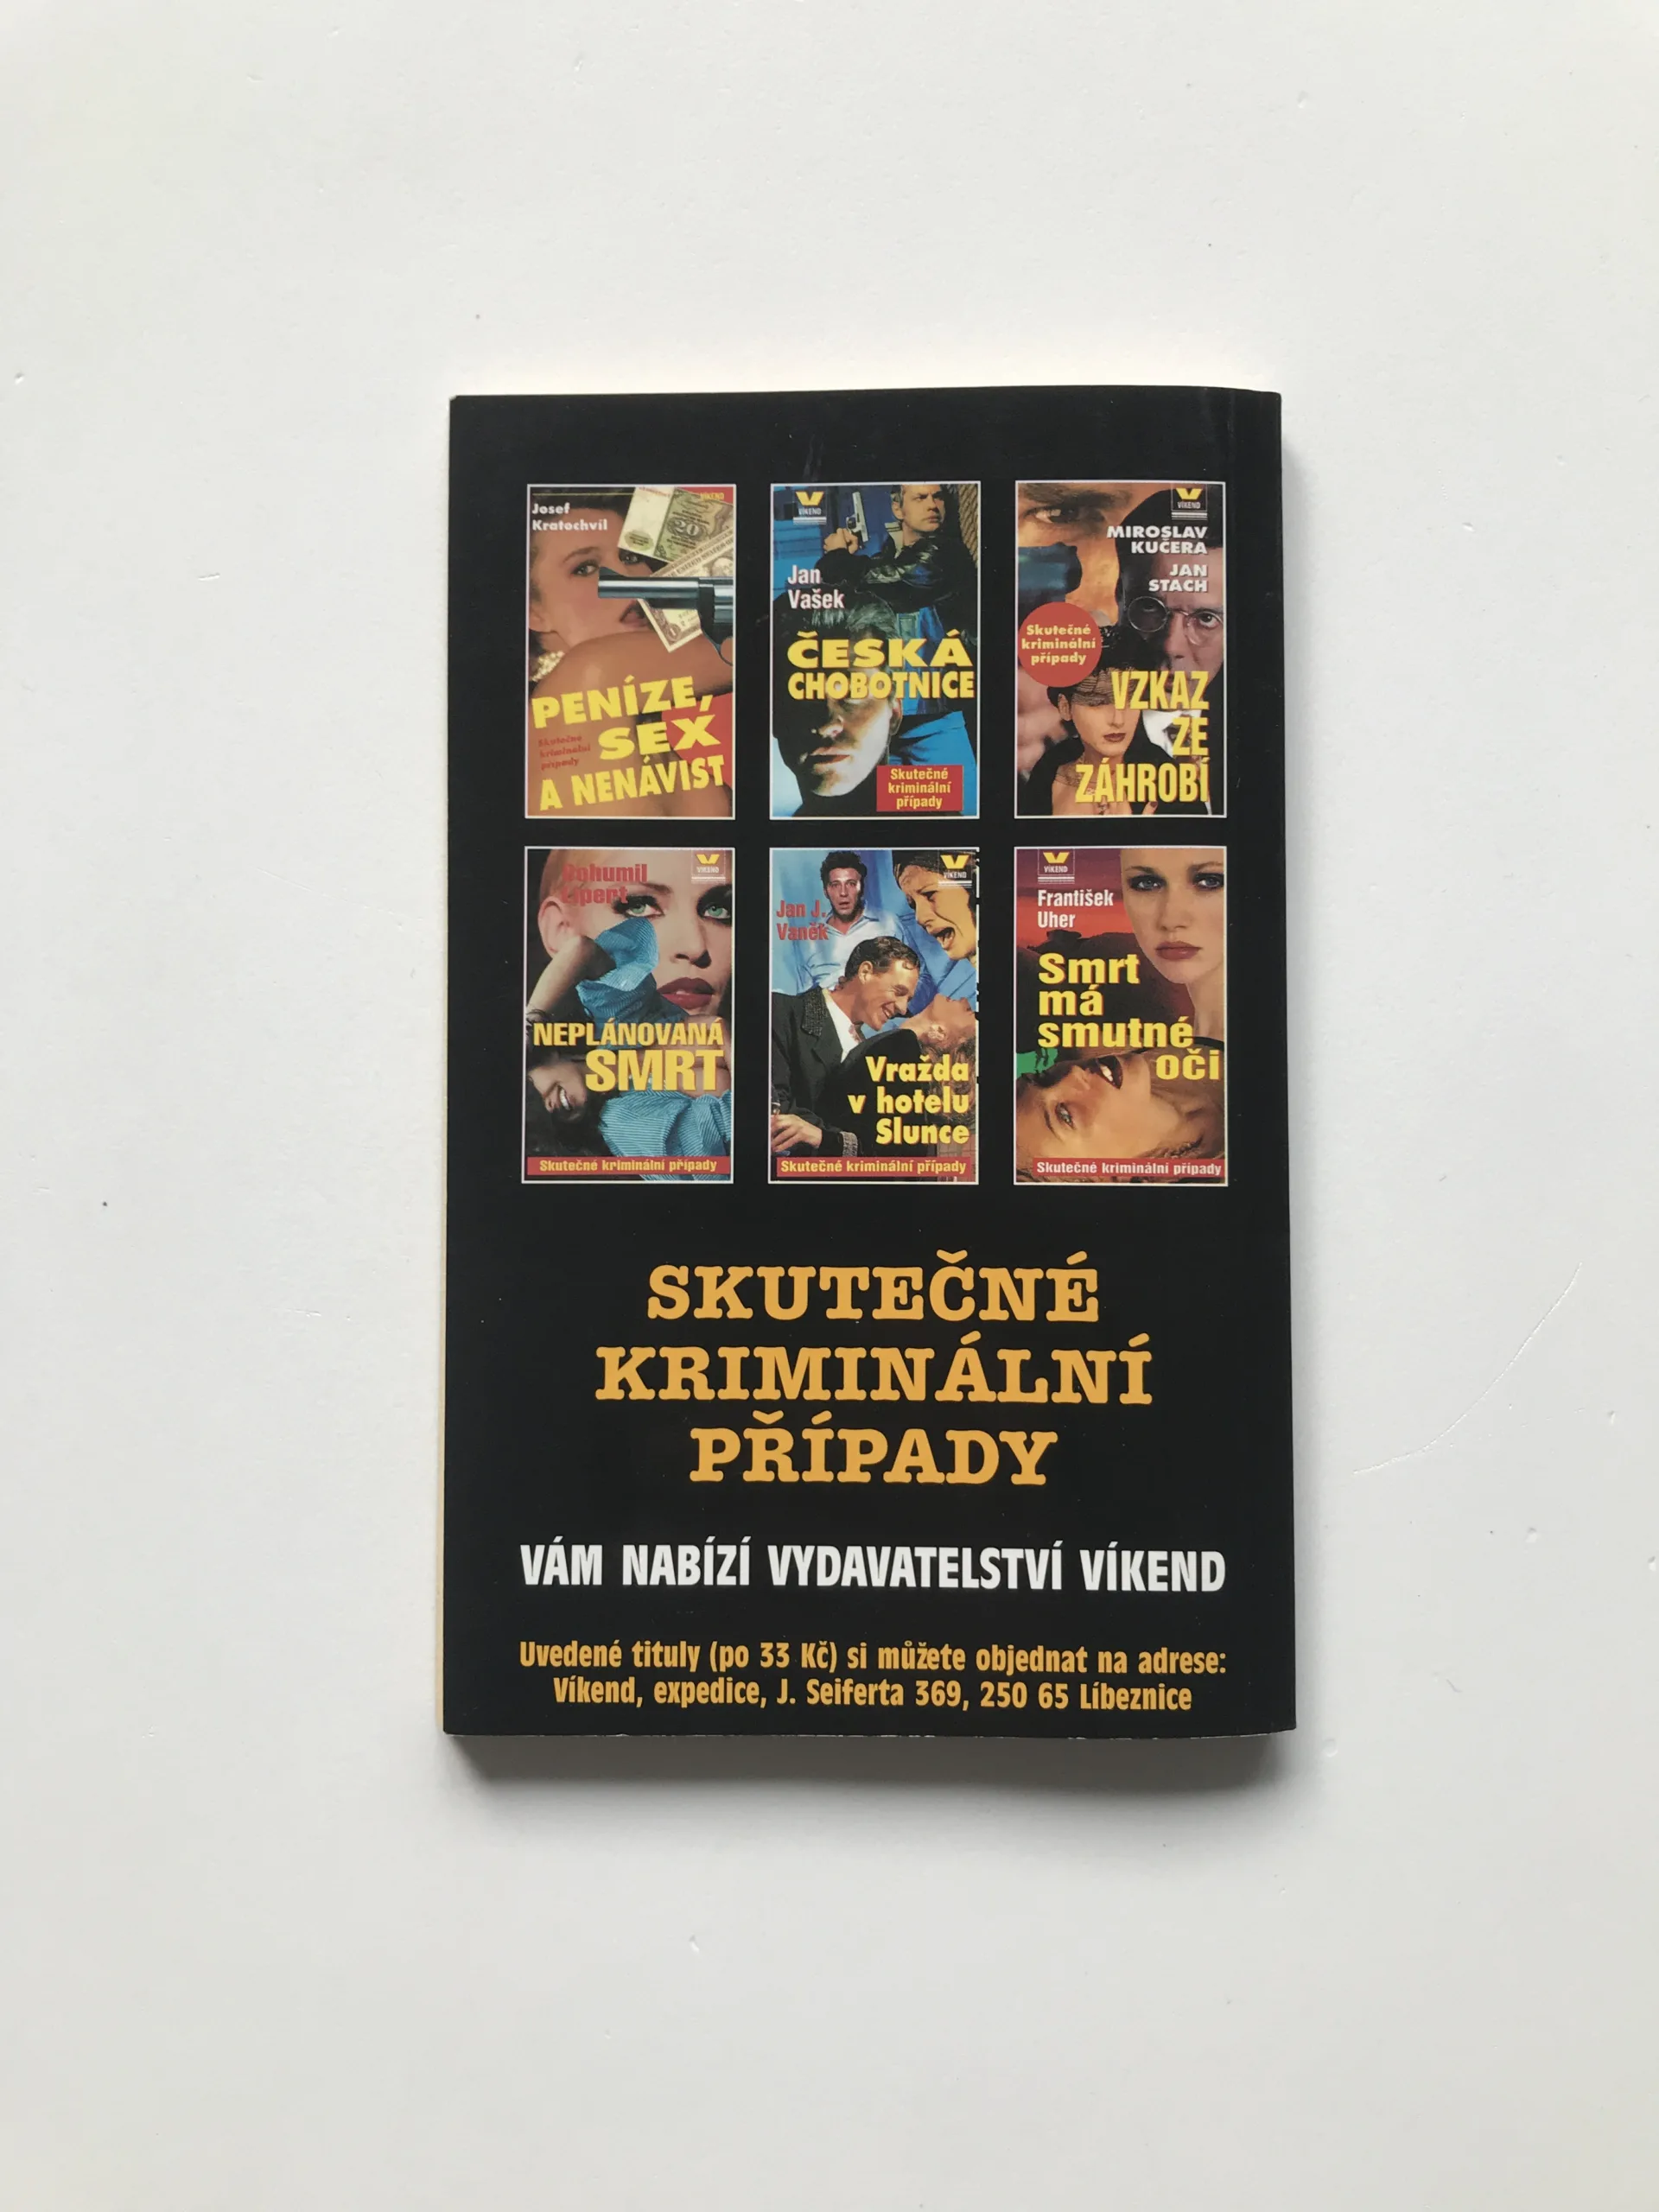 Josef
Kratochvíl
VÍKEND
20
PENÍZE,
SEX
A NENÁVIST
Skutečné
kriminální
případy
VÍKEND
Jan
Vašek
ČESKÁ
CHOBOTNICE
Skutečné
kriminální
případy
VÍKEND
MIROSLAV
KUČERA
JAN
STACH
Skutečné
kriminální
případy
VZKAZ
ZE
ZÁHROBÍ
Bohumil
Lipert
VÍKEND
NEPLÁNOVANÁ
SMRT
Skutečné kriminální případy
VÍKEND
Jan J.
Vaněk
Vražda
v hotelu
Slunce
Skutečné kriminální případy
VÍKEND
František
Uher
Smrt
má
smutné
oči
Skutečné kriminální případy
SKUTEČNÉ
KRIMINÁLNÍ
PŘÍPADY
VÁM NABÍZÍ VYDAVATELSTVÍ VÍKEND
Uvedené tituly (po 33 Kč) si můžete objednat na adrese:
Víkend, expedice, J. Seiferta 369, 250 65 Líbeznice